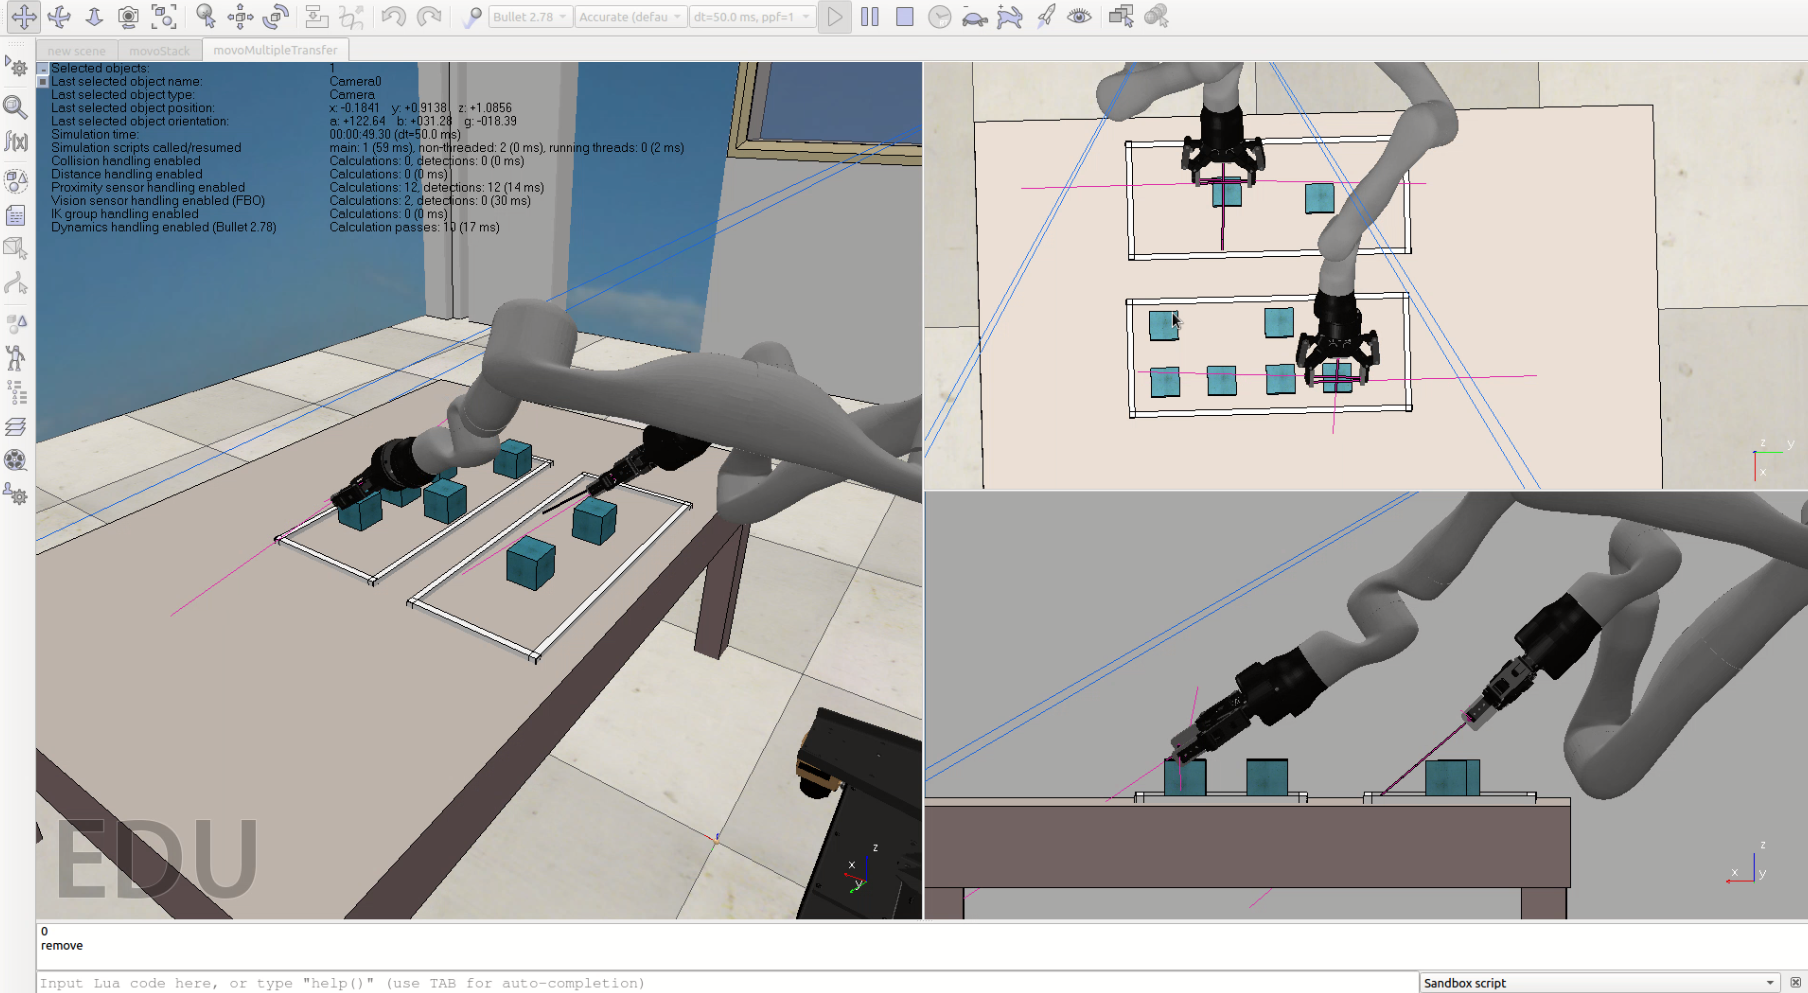 Bullet 2.78
Accurate (defau
dt=50.0 ms, ppf=1
new scene
movoStack
movoMultipleTransfer
Selected objects: 1
Last selected object name: Camera0
Last selected object type: Camera
Last selected object position: x: -0.1841 y: +0.9138 z: +1.0856
Last selected object orientation: a: +122.64 b: +031.28 g: -018.39
Simulation time: 00:00:49.30 (dt=50.0 ms)
Simulation scripts called/resumed main: 1 (59 ms), non-threaded: 2 (0 ms), running threads: 0 (2 ms)
Collision handling enabled Calculations: 0, detections: 0 (0 ms)
Distance handling enabled Calculations: 0 (0 ms)
Proximity sensor handling enabled Calculations: 12, detections: 12 (14 ms)
Vision sensor handling enabled (FBO) Calculations: 2, detections: 0 (30 ms)
IK group handling enabled Calculations: 0 (0 ms)
Dynamics handling enabled (Bullet 2.78) Calculation passes: 10 (17 ms)
f(x)
z
y
x
EDU
z
x
y
z
x
y
0
remove
Input Lua code here, or type "help()" (use TAB for auto-completion)
Sandbox script